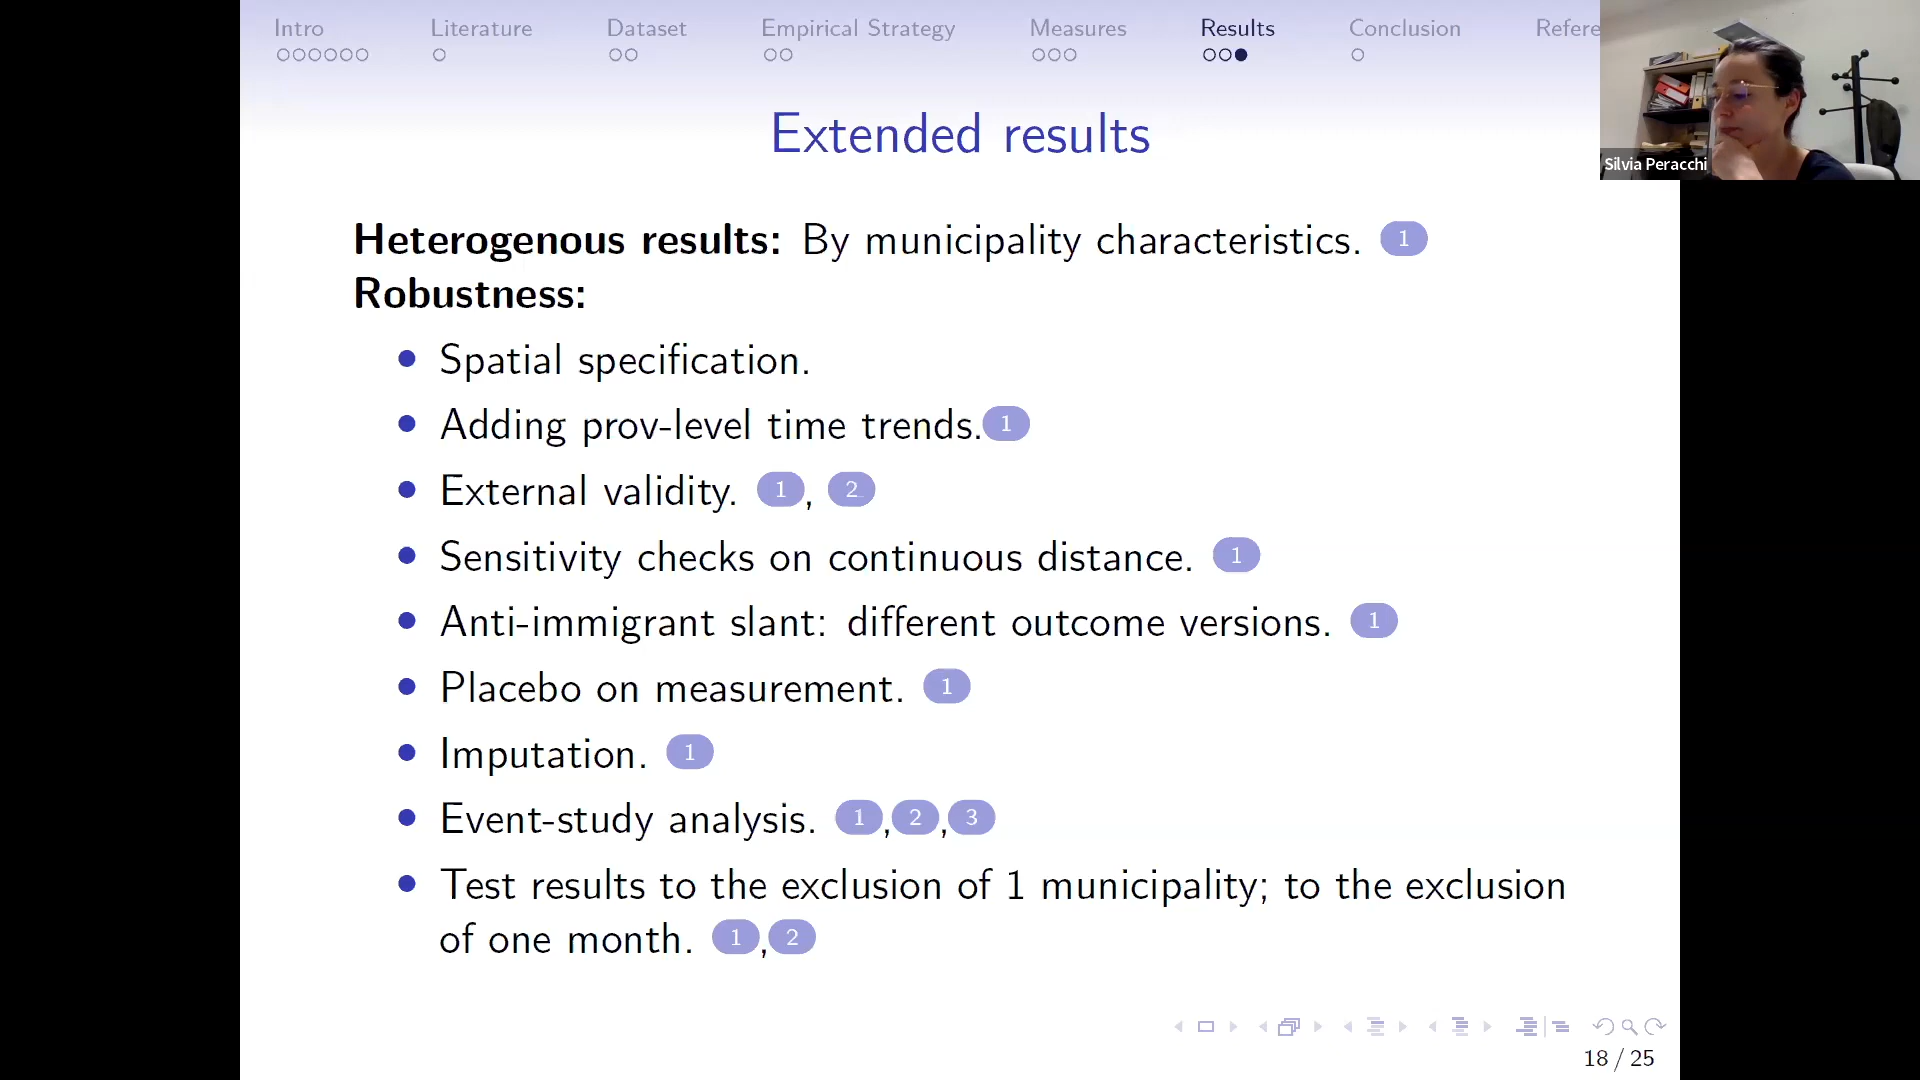 Intro Literature Dataset Empirical Strategy Measures Results Conclusion Refere
Silvia Peracchi
Extended results
Heterogenous results: By municipality characteristics. 1
Robustness:
Spatial specification.
Adding prov-level time trends. 1
External validity. 1, 2
Sensitivity checks on continuous distance. 1
Anti-immigrant slant: different outcome versions. 1
Placebo on measurement. 1
Imputation. 1
Event-study analysis. 1,2,3
Test results to the exclusion of 1 municipality; to the exclusion
of one month. 1,2
18 / 25